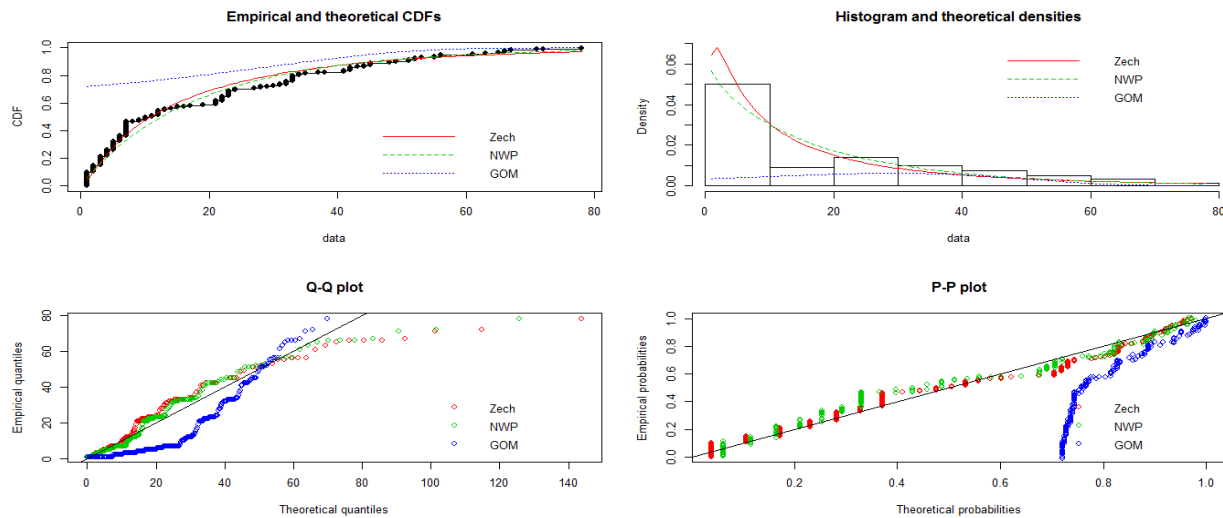 Empirical and theoretical CDFs
CDF
0.0 0.2 0.4 0.6 0.8 1.0
Zech
NWP
GOM
0 20 40 60 80
data
Histogram and theoretical densities
Density
0.00 0.02 0.04 0.06
Zech
NWP
GOM
0 20 40 60 80
data
Q-Q plot
Empirical quantiles
0 20 40 60 80
Zech
NWP
GOM
0 20 40 60 80 100 120 140
Theoretical quantiles
P-P plot
Empirical probabilities
0.0 0.2 0.4 0.6 0.8 1.0
Zech
NWP
GOM
0.2 0.4 0.6 0.8 1.0
Theoretical probabilities